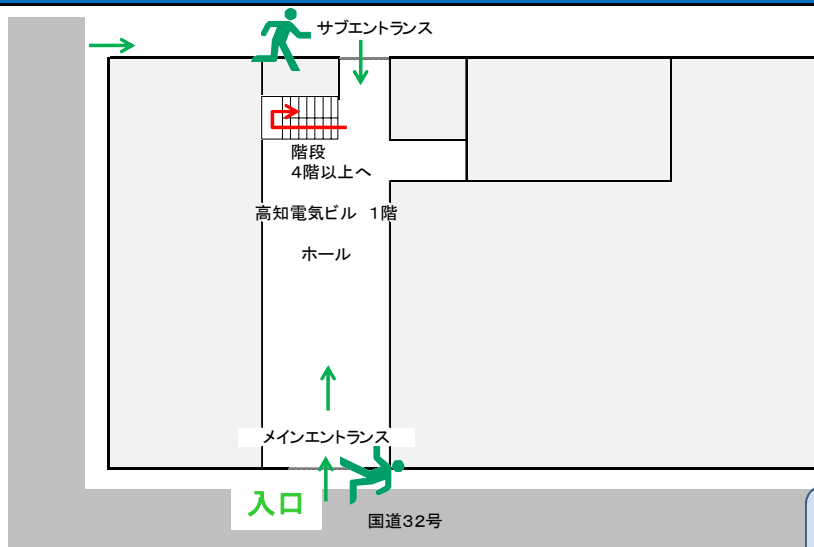 サブエントランス
階段
4階以上へ
高知電気ビル 1階
ホール
メインエントランス
入口
国道32号